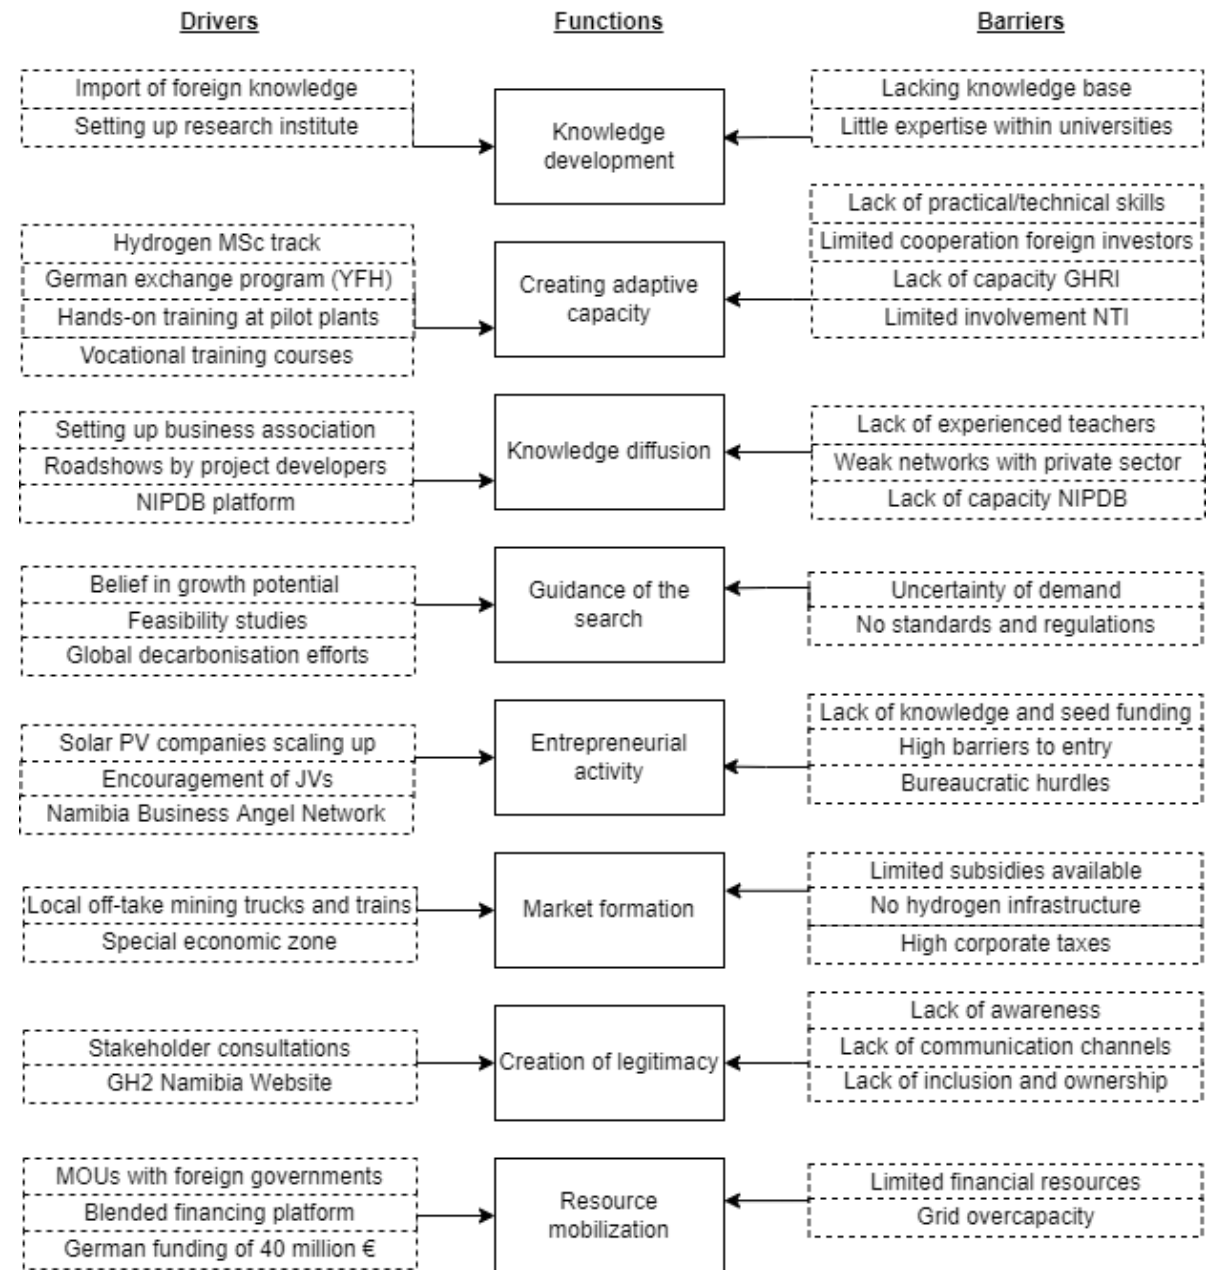 Drivers
Functions
Barriers
Import of foreign knowledge
Setting up research institute
Knowledge
development
Lacking knowledge base
Little expertise within universities
Hydrogen MSc track
German exchange program (YFH)
Hands-on training at pilot plants
Vocational training courses
Creating adaptive
capacity
Lack of practical/technical skills
Limited cooperation foreign investors
Lack of capacity GHRI
Limited involvement NTI
Setting up business association
Roadshows by project developers
NIPDB platform
Knowledge diffusion
Lack of experienced teachers
Weak networks with private sector
Lack of capacity NIPDB
Belief in growth potential
Feasibility studies
Global decarbonisation efforts
Guidance of the
search
Uncertainty of demand
No standards and regulations
Solar PV companies scaling up
Encouragement of JVs
Namibia Business Angel Network
Entrepreneurial
activity
Lack of knowledge and seed funding
High barriers to entry
Bureaucratic hurdles
Local off-take mining trucks and trains
Special economic zone
Market formation
Limited subsidies available
No hydrogen infrastructure
High corporate taxes
Stakeholder consultations
GH2 Namibia Website
Creation of legitimacy
Lack of awareness
Lack of communication channels
Lack of inclusion and ownership
MOUs with foreign governments
Blended financing platform
German funding of 40 million €
Resource
mobilization
Limited financial resources
Grid overcapacity